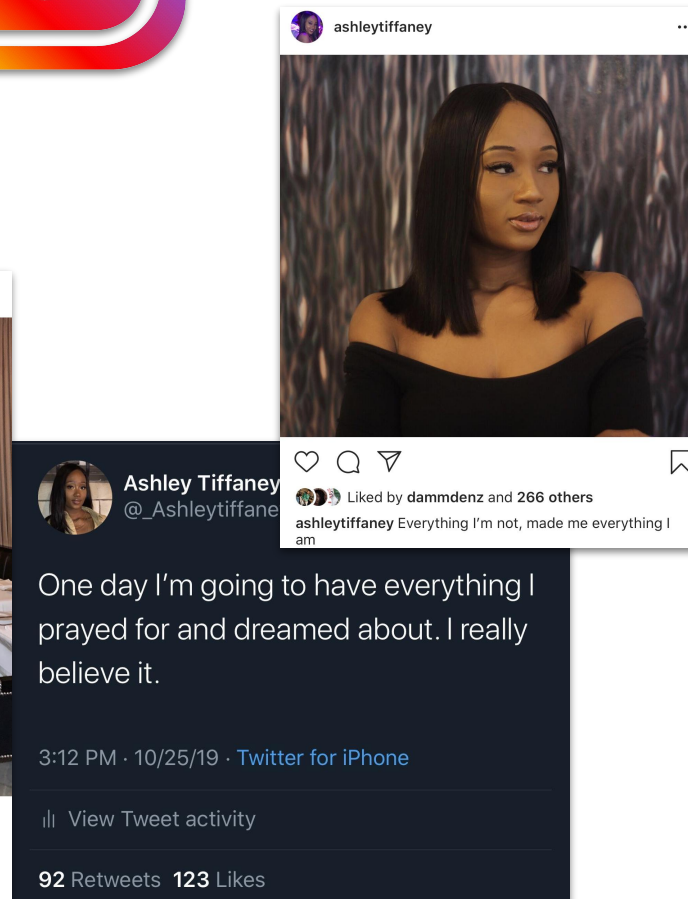 ashleytiffaney
Liked by dammdenz and 266 others
ashleytiffaney Everything I'm not, made me everything I
am
Ashley Tiffaney
@_Ashleytiffane
One day I'm going to have everything I
prayed for and dreamed about. I really
believe it.
3:12 PM · 10/25/19 · Twitter for iPhone
View Tweet activity
92 Retweets 123 Likes